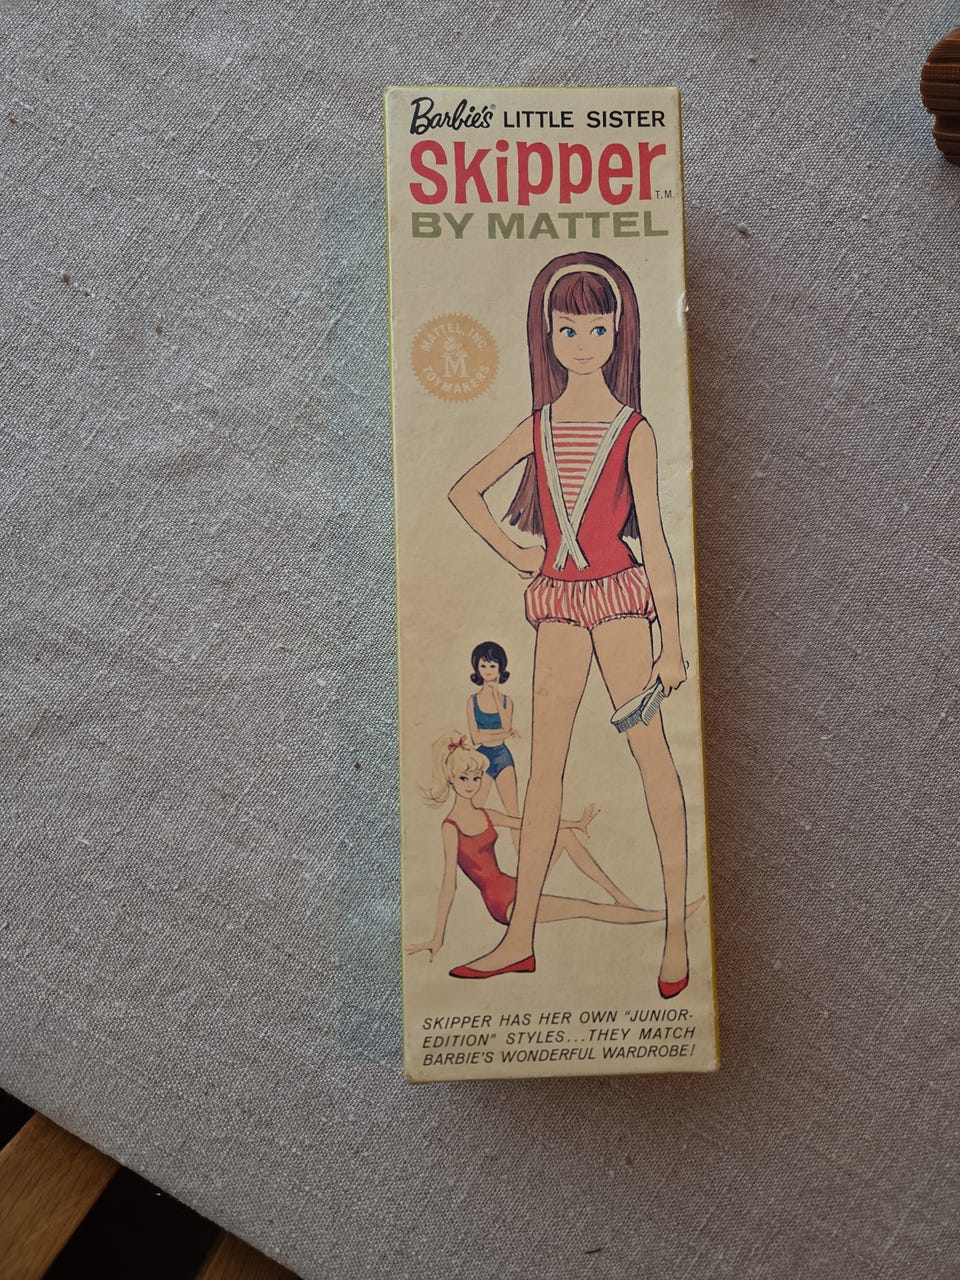 Barbie's® LITTLE SISTER
Skipper T.M.
BY MATTEL
MATTEL, INC.
M
TOYMAKERS
SKIPPER HAS HER OWN "JUNIOR-
EDITION" STYLES...THEY MATCH
BARBIE'S WONDERFUL WARDROBE!